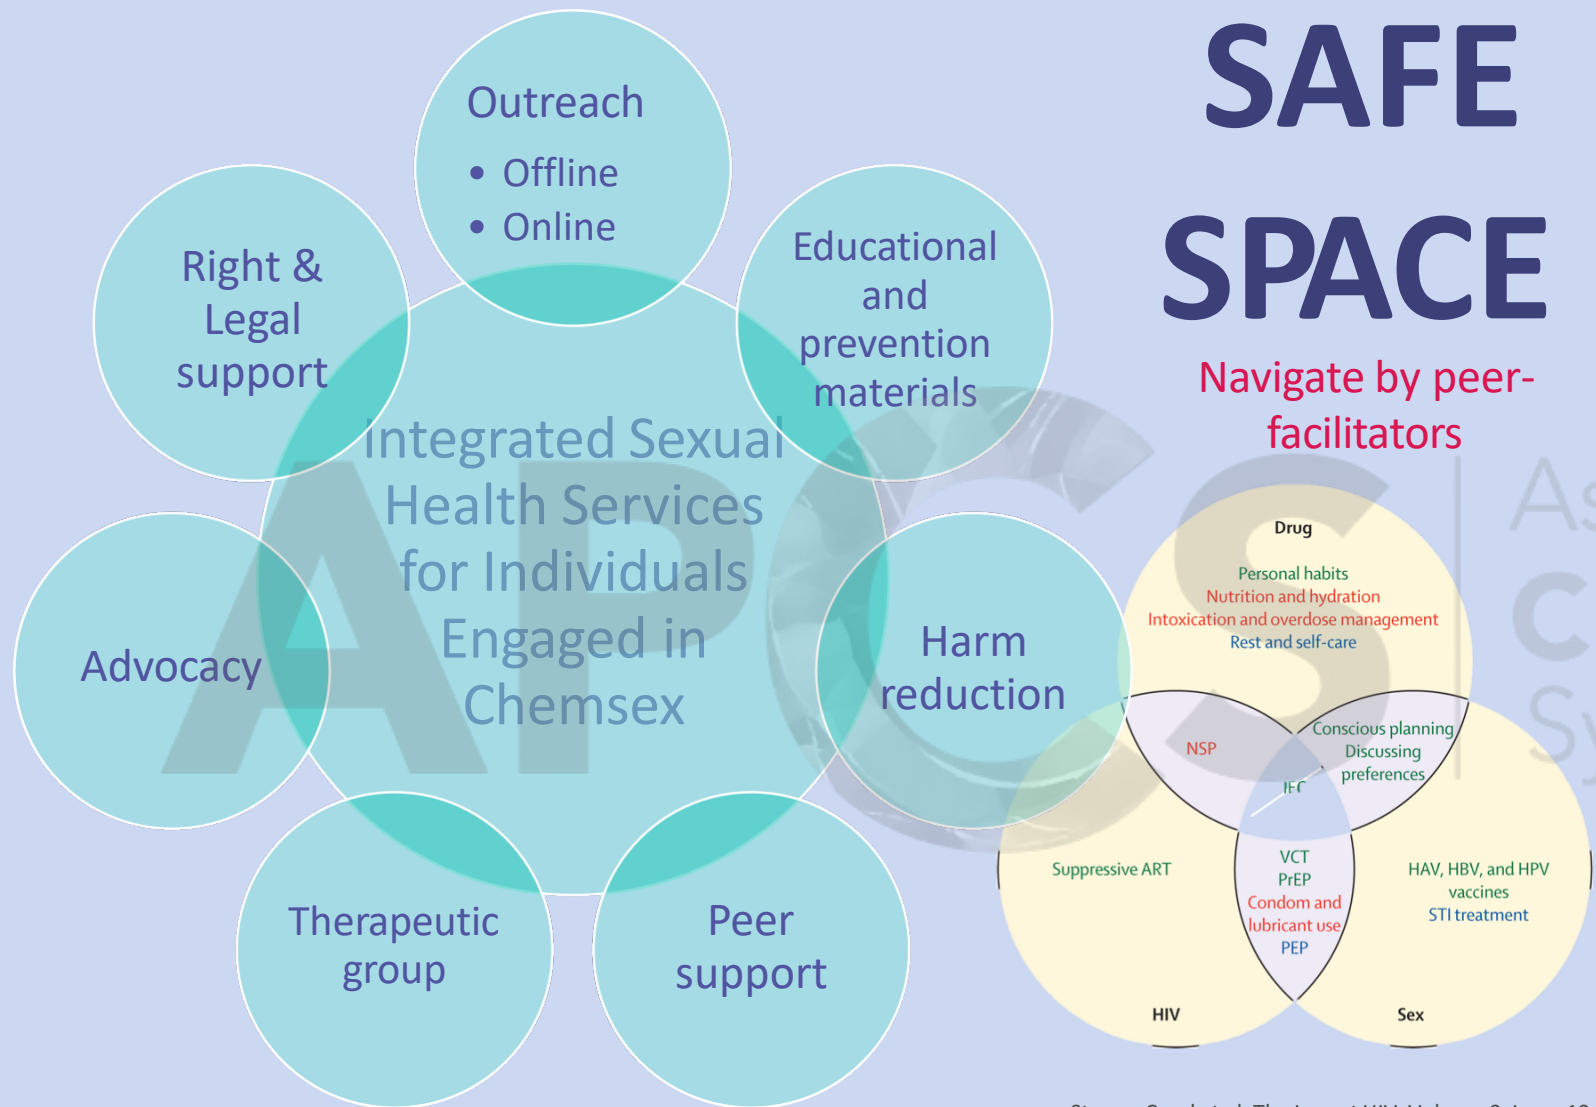 SAFE
SPACE
Navigate by peer-
facilitators
Outreach
• Offline
• Online
Educational
and
prevention
materials
Harm
reduction
Peer
support
Therapeutic
group
Advocacy
Right &
Legal
support
Integrated Sexual
Health Services
for Individuals
Engaged in
Chemsex
APCS
Drug
Personal habits
Nutrition and hydration
Intoxication and overdose management
Rest and self-care
NSP
Conscious planning
Discussing
preferences
Suppressive ART
VCT
PrEP
Condom and
lubricant use
PEP
HAV, HBV, and HPV
vaccines
STI treatment
HIV
Sex